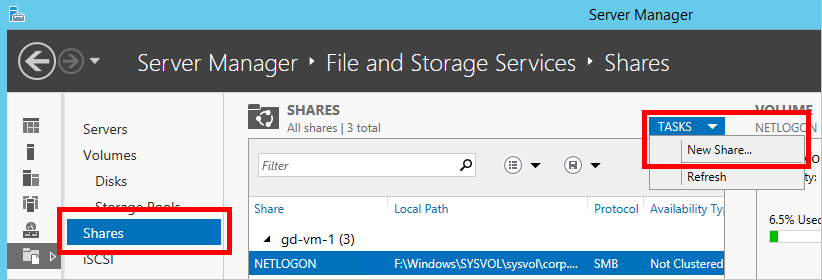 Server Manager
Server Manager ▸ File and Storage Services ▸ Shares
Servers
Volumes
Disks
Storage Pools
Shares
iSCSI
SHARES
All shares | 3 total
TASKS
New Share...
Refresh
Filter
Share Local Path Protocol Availability Ty
gd-vm-1 (3)
NETLOGON F:\Windows\SYSVOL\sysvol\corp.... SMB Not Clustered
VOLUME
NETLOGON
6.5% Used